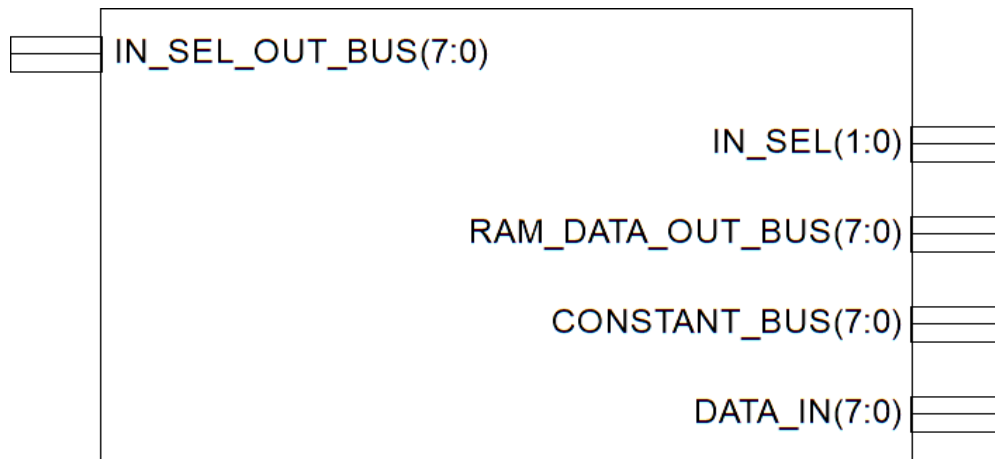 IN_SEL_OUT_BUS(7:0)
IN_SEL(1:0)
RAM_DATA_OUT_BUS(7:0)
CONSTANT_BUS(7:0)
DATA_IN(7:0)